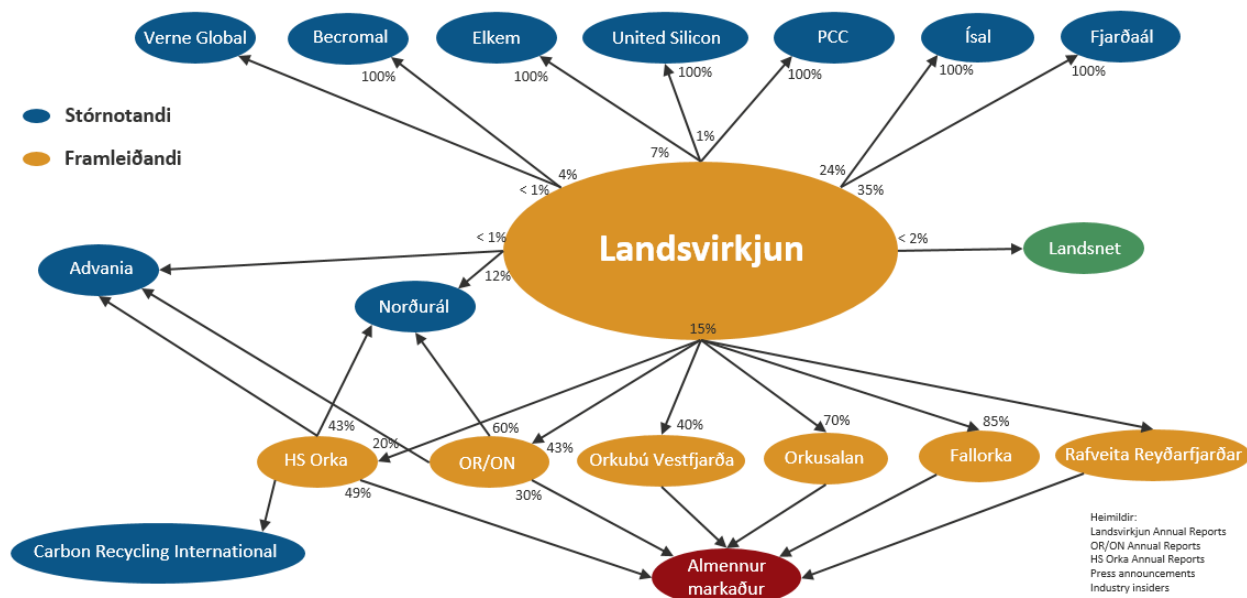 Verne Global
Becromal
Elkem
United Silicon
PCC
Ísal
Fjarðaál
100%
100%
100%
100%
100%
100%
Stórnotandi
Framleiðandi
1%
7%
4%
< 1%
24%
35%
Landsvirkjun
< 1%
12%
< 2%
Landsnet
Advania
Norðurál
15%
43%
20%
60%
43%
40%
70%
85%
HS Orka
OR/ON
Orkubú Vestfjarða
Orkusalan
Fallorka
Rafveita Reyðarfjarðar
49%
30%
Carbon Recycling International
Almennur
markaður
Heimildir:
Landsvirkjun Annual Reports
OR/ON Annual Reports
HS Orka Annual Reports
Press announcements
Industry insiders